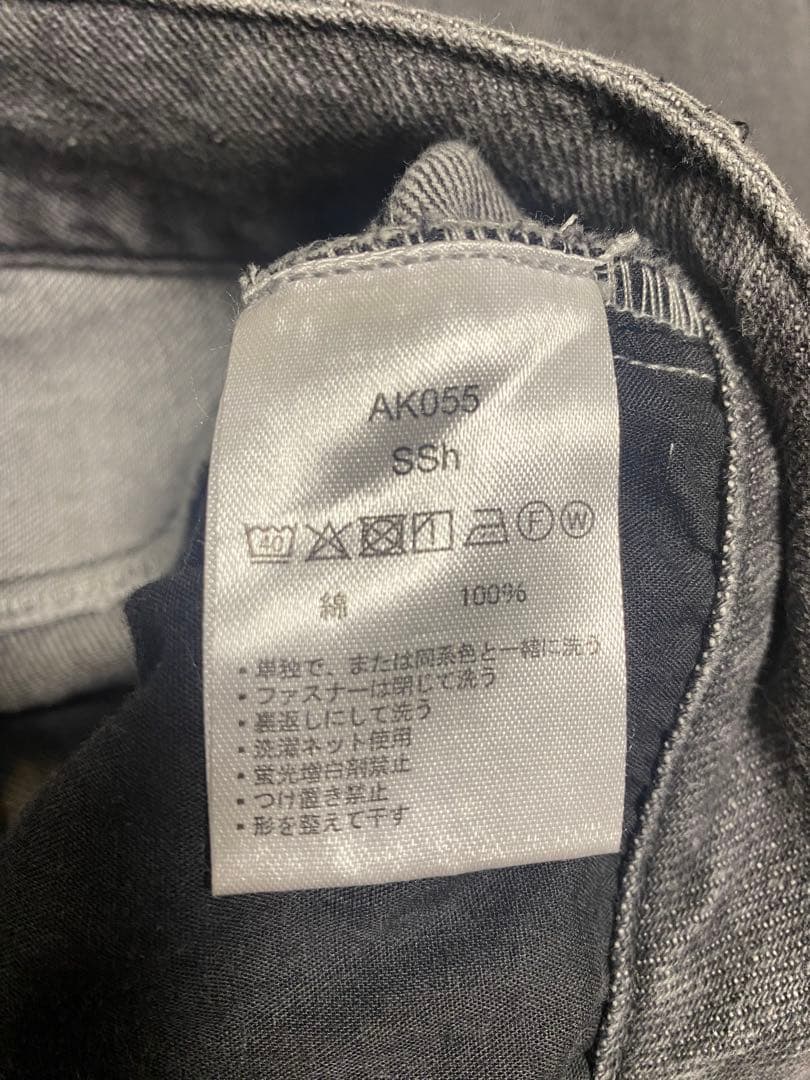 AK055
SSh
40 F W
綿 100%
・単独で、または同系色と一緒に洗う
・ファスナーは閉じて洗う
・裏返しにして洗う
・洗濯ネット使用
・蛍光増白剤禁止
・つけ置き禁止
・形を整えて干す